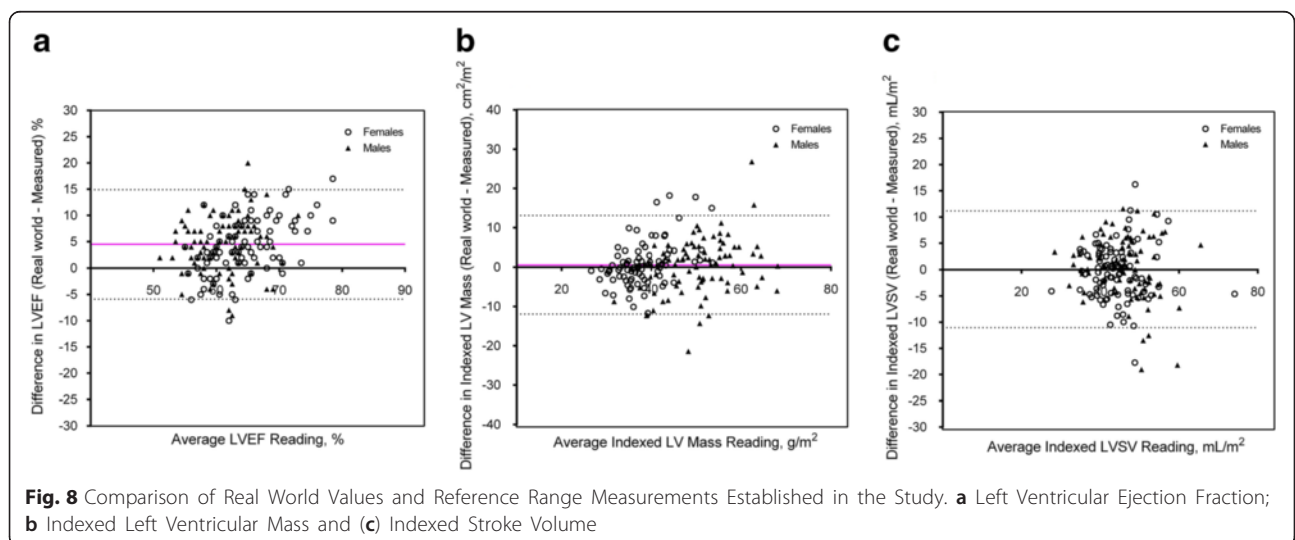 a
Difference in LVEF (Real world - Measured) %
30
25
20
15
10
5
0
-5
-10
-15
-20
-25
-30
50
60
70
80
90
Females
Males
Average LVEF Reading, %
b
Difference in Indexed LV Mass (Real world - Measured), cm²/m²
40
30
20
10
0
-10
-20
-30
-40
20
40
60
80
Females
Males
Average Indexed LV Mass Reading, g/m²
c
Difference in Indexed LVSV (Real world - Measured), mL/m²
30
25
20
15
10
5
0
-5
-10
-15
-20
-25
-30
20
40
60
80
Females
Males
Average Indexed LVSV Reading, mL/m²
Fig. 8 Comparison of Real World Values and Reference Range Measurements Established in the Study. a Left Ventricular Ejection Fraction;
b Indexed Left Ventricular Mass and (c) Indexed Stroke Volume